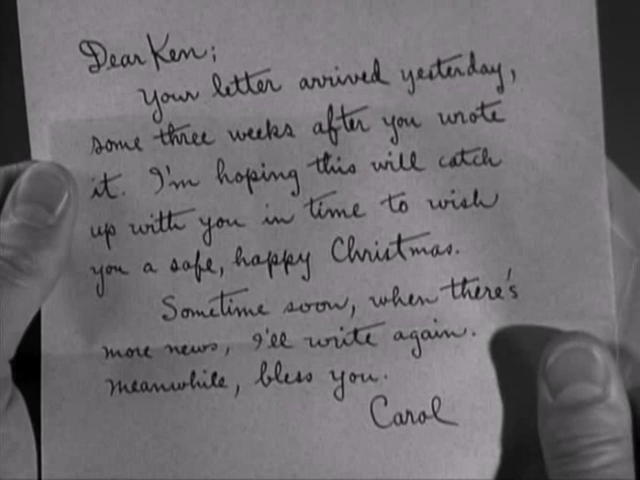 Dear Ken;
Your letter arrived yesterday,
some three weeks after you wrote
it. I'm hoping this will catch
up with you in time to wish
you a safe, happy Christmas.
Sometime soon, when there's
more news, I'll write again.
meanwhile, bless you.
Carol